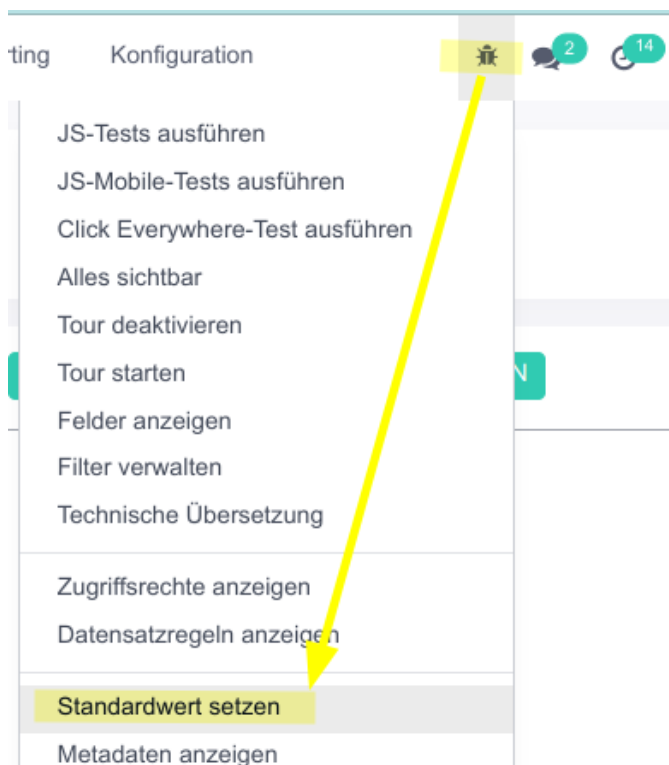 rting Konfiguration 2 14
JS-Tests ausführen
JS-Mobile-Tests ausführen
Click Everywhere-Test ausführen
Alles sichtbar
Tour deaktivieren
Tour starten
N
Felder anzeigen
Filter verwalten
Technische Übersetzung
Zugriffsrechte anzeigen
Datensatzregeln anzeigen
Standardwert setzen
Metadaten anzeigen